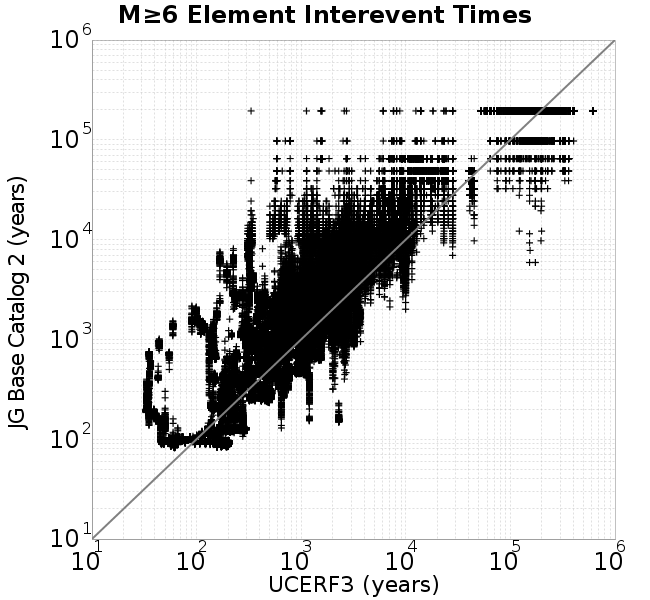 M≥6 Element Interevent Times
JG Base Catalog 2 (years)
10^6
10^5
10^4
10^3
10^2
10^1
10^1 10^2 10^3 10^4 10^5 10^6
UCERF3 (years)